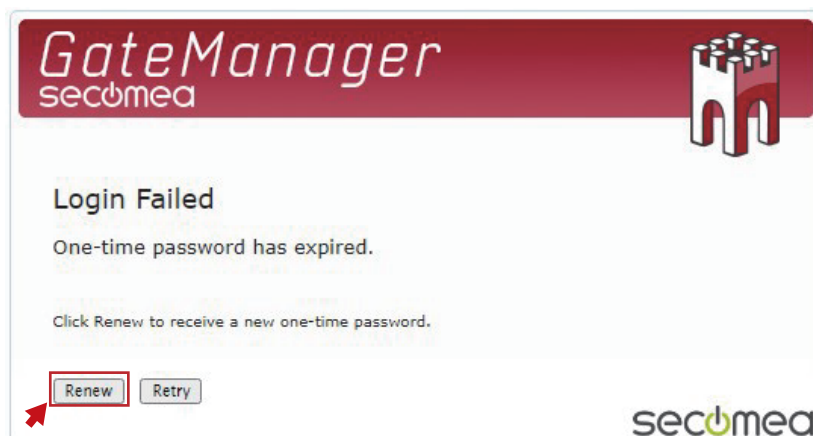 GateManager
secomea
Login Failed
One-time password has expired.
Click Renew to receive a new one-time password.
Renew Retry
secomea